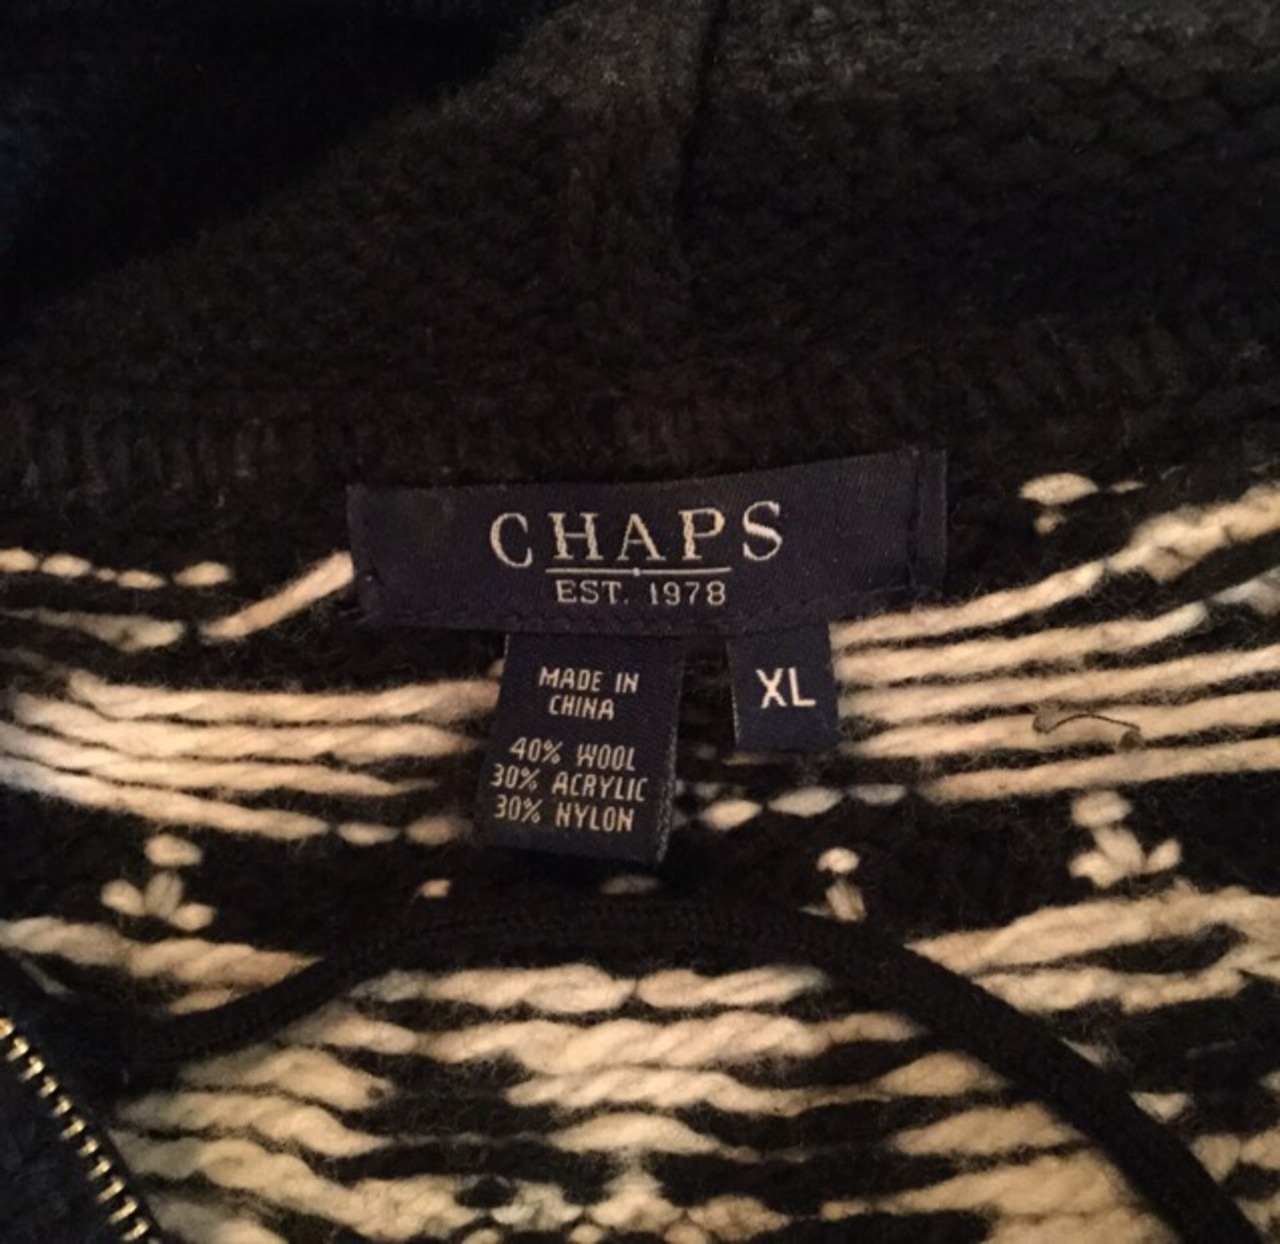 CHAPS
EST. 1978
MADE IN
CHINA
40% WOOL
30% ACRYLIC
30% NYLON
XL